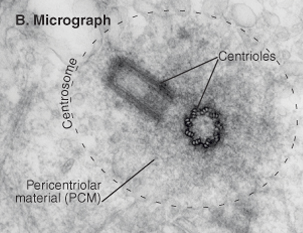 B. Micrograph
Centrioles
Centrosome
Pericentriolar
material (PCM)